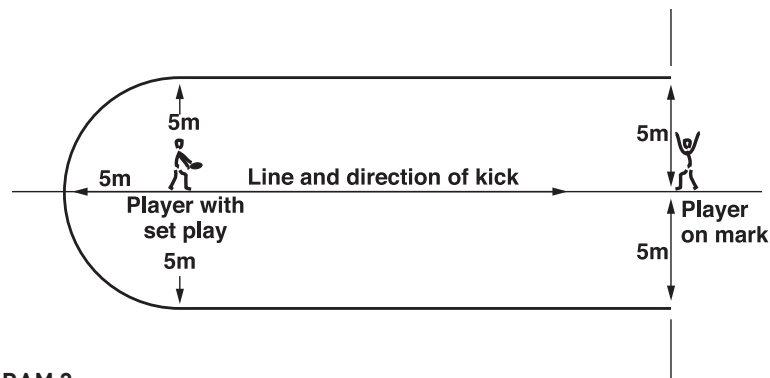 5m
5m
5m
Line and direction of kick
Player with
set play
Player
on mark
5m
5m